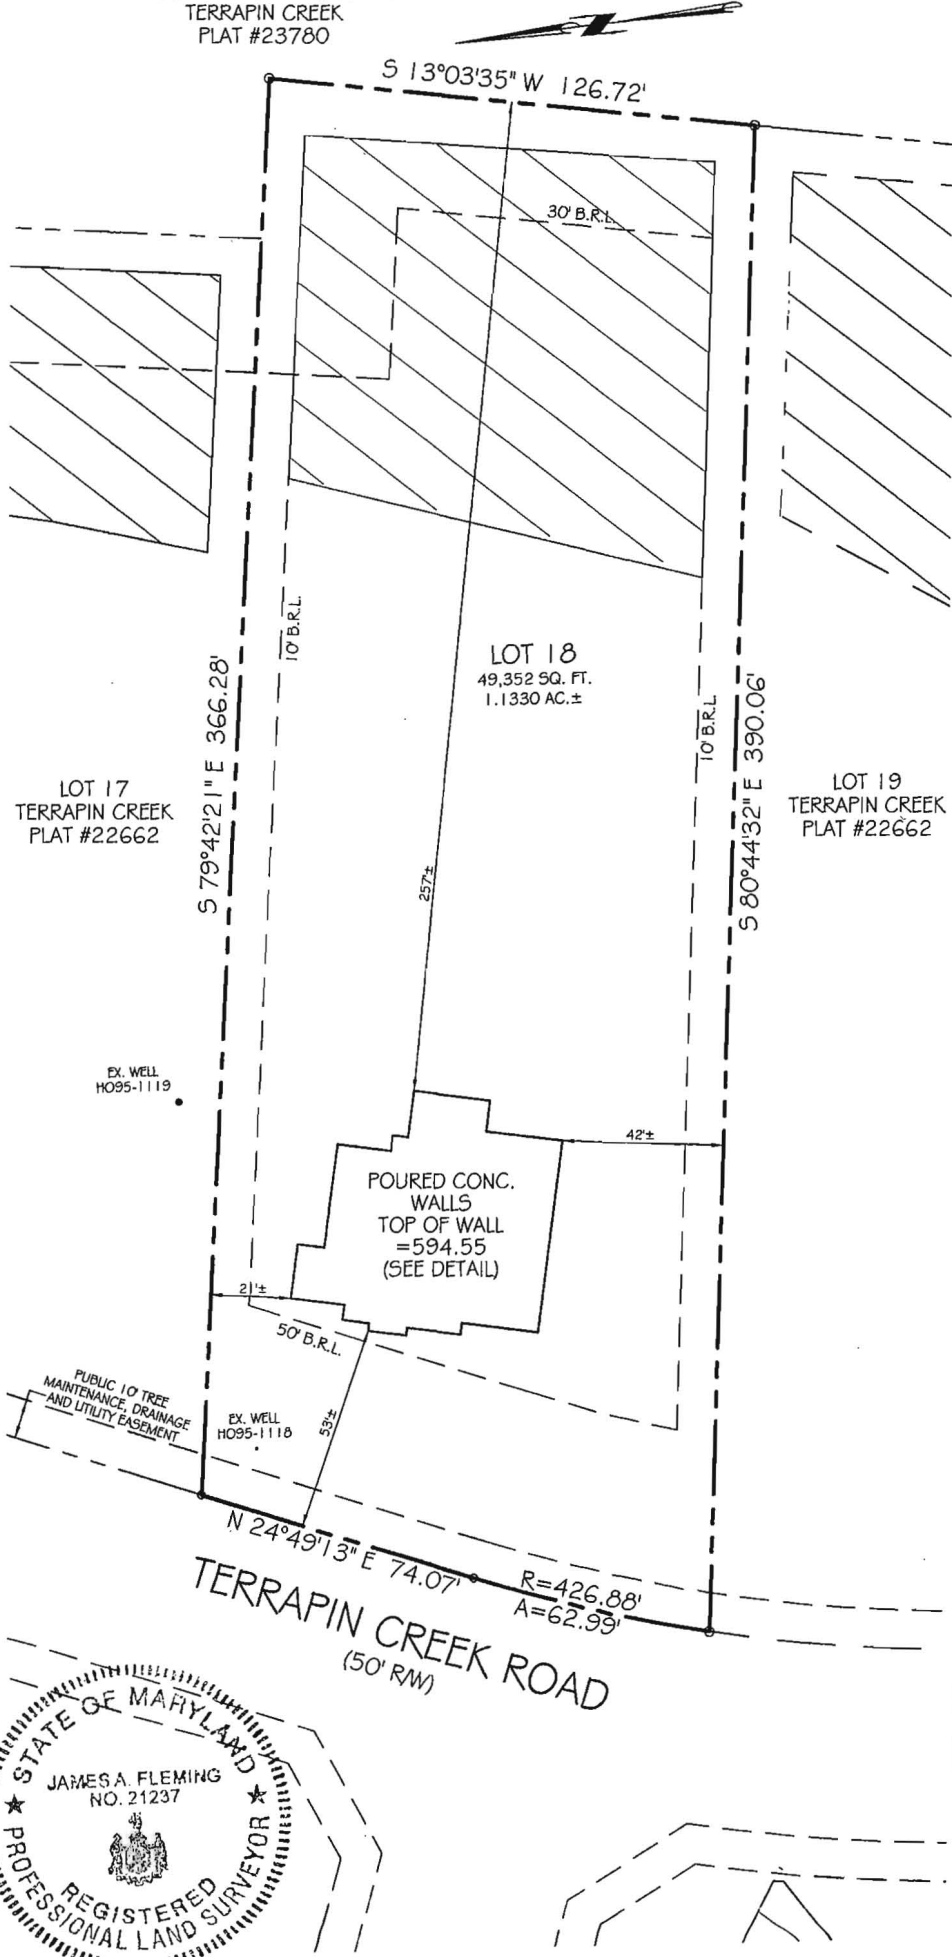 TERRAPIN CREEK
PLAT #23780
S 13°03'35" W 126.72'
30' B.R.L.
10' B.R.L.
LOT 18
49,352 SQ. FT.
1.1330 AC.±
10' B.R.L.
S 79°42'21" E 366.28'
S 80°44'32" E 390.06'
LOT 17
TERRAPIN CREEK
PLAT #22662
LOT 19
TERRAPIN CREEK
PLAT #22662
257'±
EX. WELL
HO95-1119
42'±
POURED CONC.
WALLS
TOP OF WALL
=594.55
(SEE DETAIL)
21'±
50' B.R.L.
PUBLIC 10' TREE
MAINTENANCE, DRAINAGE
AND UTILITY EASEMENT
EX. WELL
HO95-1118
53'±
N 24°49'13" E 74.07'
R=426.88'
A=62.99'
TERRAPIN CREEK ROAD
(50' R/W)
STATE OF MARYLAND
JAMES A. FLEMING
NO. 21237
REGISTERED
PROFESSIONAL LAND SURVEYOR